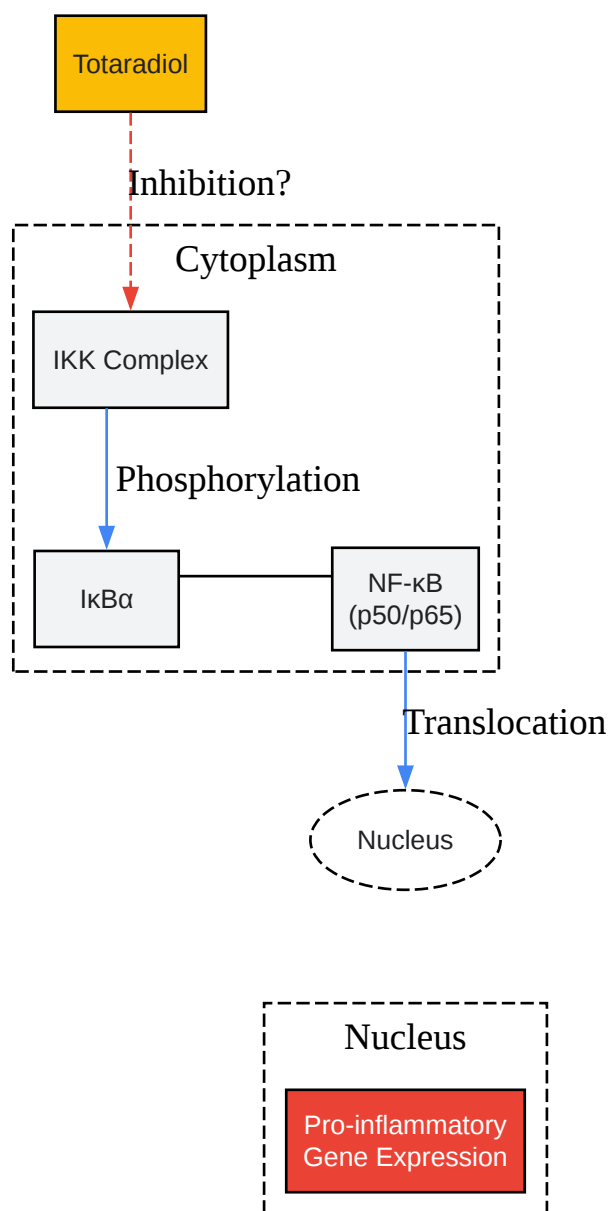 Totaradiol
Inhibition?
Cytoplasm
IKK Complex
Phosphorylation
IκBα
NF-κB
(p50/p65)
Translocation
Nucleus
Nucleus
Pro-inflammatory
Gene Expression